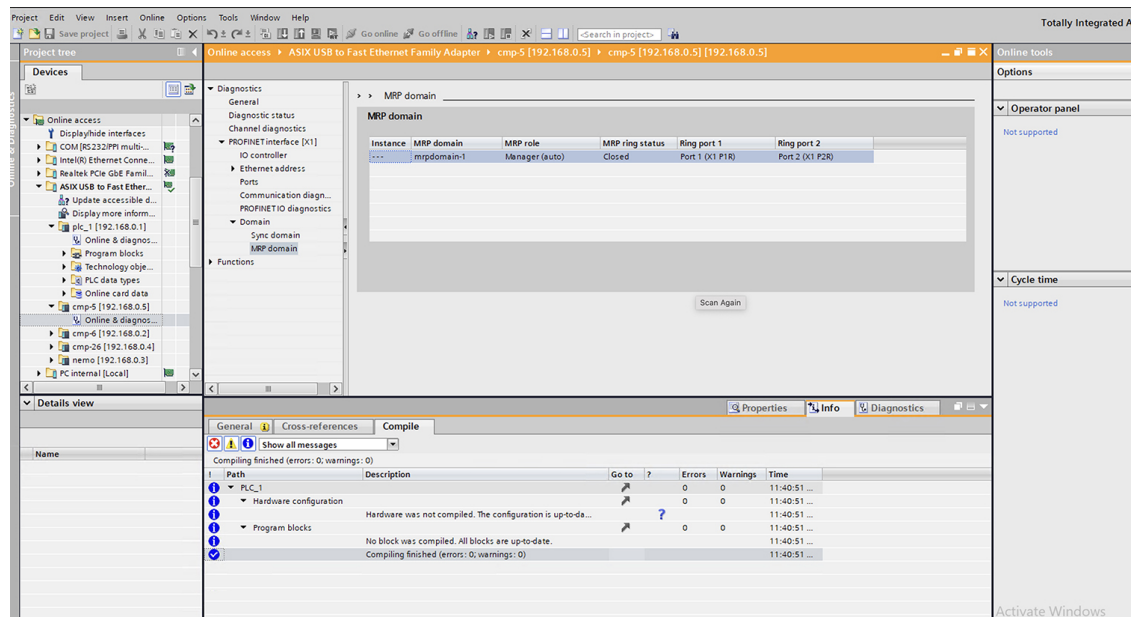 Project Edit View Insert Online Options Tools Window Help
Totally Integrated A
Save project
Go online
Go offline
<Search in project>
Project tree
Devices
Online access
Display/hide interfaces
COM [RS232/PPI multi-...
Intel(R) Ethernet Conne...
Realtek PCIe GbE Famil...
ASIX USB to Fast Ether...
Update accessible d...
Display more inform...
plc_1 [192.168.0.1]
Online & diagnos...
Program blocks
Technology obje...
PLC data types
Online card data
cmp-5 [192.168.0.5]
Online & diagnos...
cmp-6 [192.168.0.2]
cmp-26 [192.168.0.4]
nemo [192.168.0.3]
PC internal [Local]
Details view
Name
Online access ▸ ASIX USB to Fast Ethernet Family Adapter ▸ cmp-5 [192.168.0.5] ▸ cmp-5 [192.168.0.5] [192.168.0.5]
Diagnostics
General
Diagnostic status
Channel diagnostics
PROFINET interface [X1]
IO controller
Ethernet address
Ports
Communication diagn...
PROFINET IO diagnostics
Domain
Sync domain
MRP domain
Functions
> > MRP domain
MRP domain
Instance MRP domain MRP role MRP ring status Ring port 1 Ring port 2
--- mrpdomain-1 Manager (auto) Closed Port 1 (X1 P1R) Port 2 (X1 P2R)
Scan Again
Properties Info Diagnostics
General Cross-references Compile
Show all messages
Compiling finished (errors: 0; warnings: 0)
! Path Description Go to ? Errors Warnings Time
PLC_1 0 0 11:40:51 ...
Hardware configuration 0 0 11:40:51 ...
Hardware was not compiled. The configuration is up-to-da... ? 11:40:51 ...
Program blocks 0 0 11:40:51 ...
No block was compiled. All blocks are up-to-date. 11:40:51 ...
Compiling finished (errors: 0; warnings: 0) 11:40:51 ...
Online tools
Options
Operator panel
Not supported
Cycle time
Not supported
Activate Windows